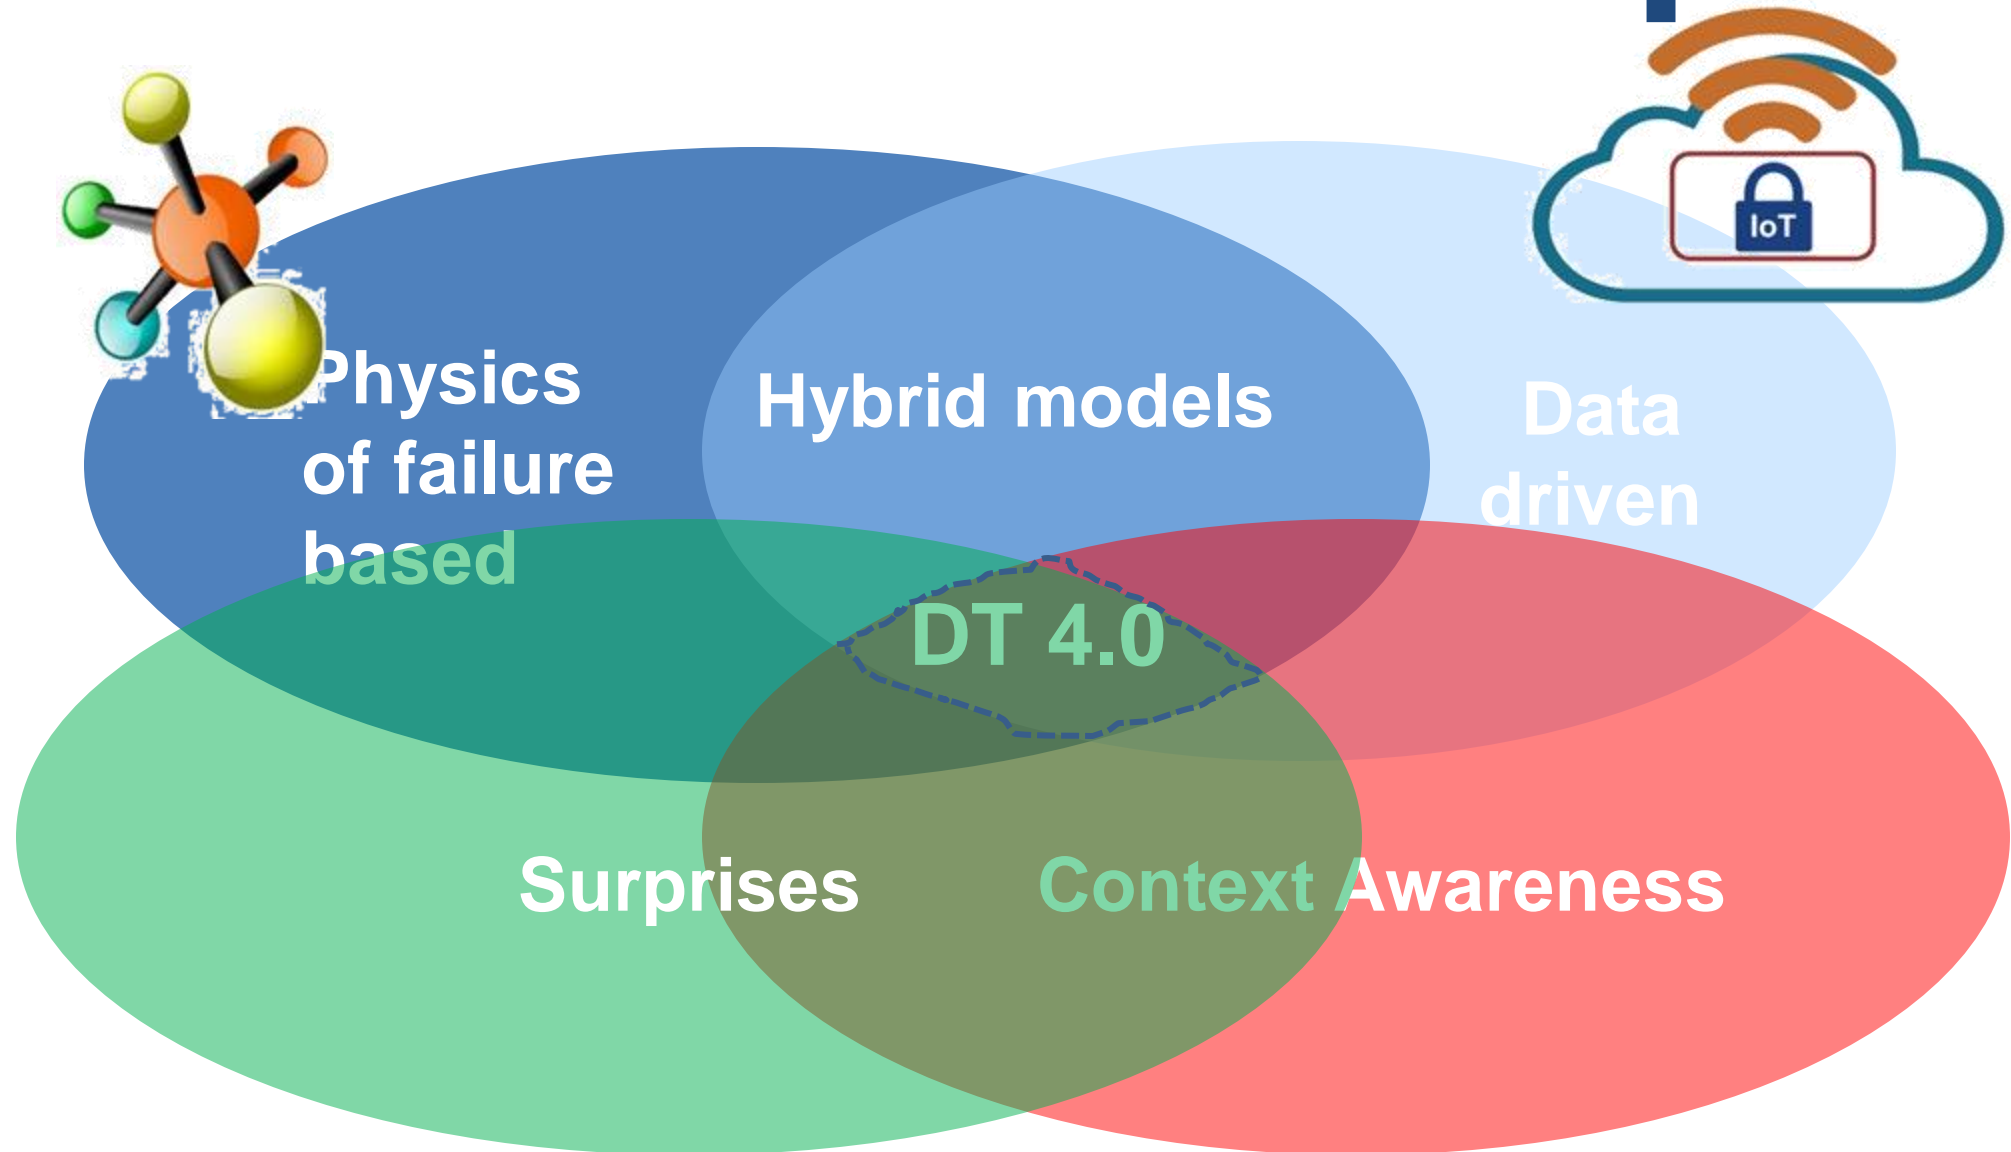 IoT
Physics
of failure
based
Hybrid models
Data
driven
DT 4.0
Surprises
Context Awareness